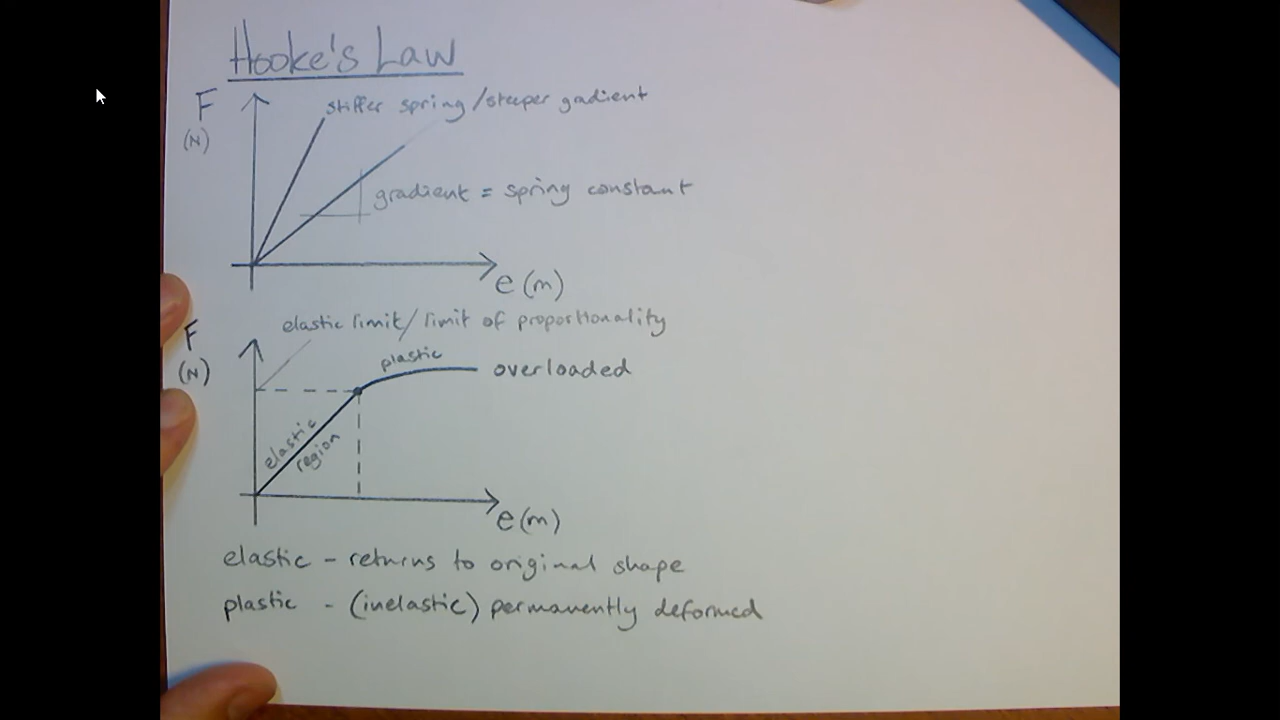 Hooke's Law
F
(N)
stiffer spring/steeper gradient
gradient = spring constant
e (m)
elastic limit/limit of proportionality
F
(N)
plastic
overloaded
elastic
region
e (m)
elastic - returns to original shape
plastic - (inelastic) permanently deformed